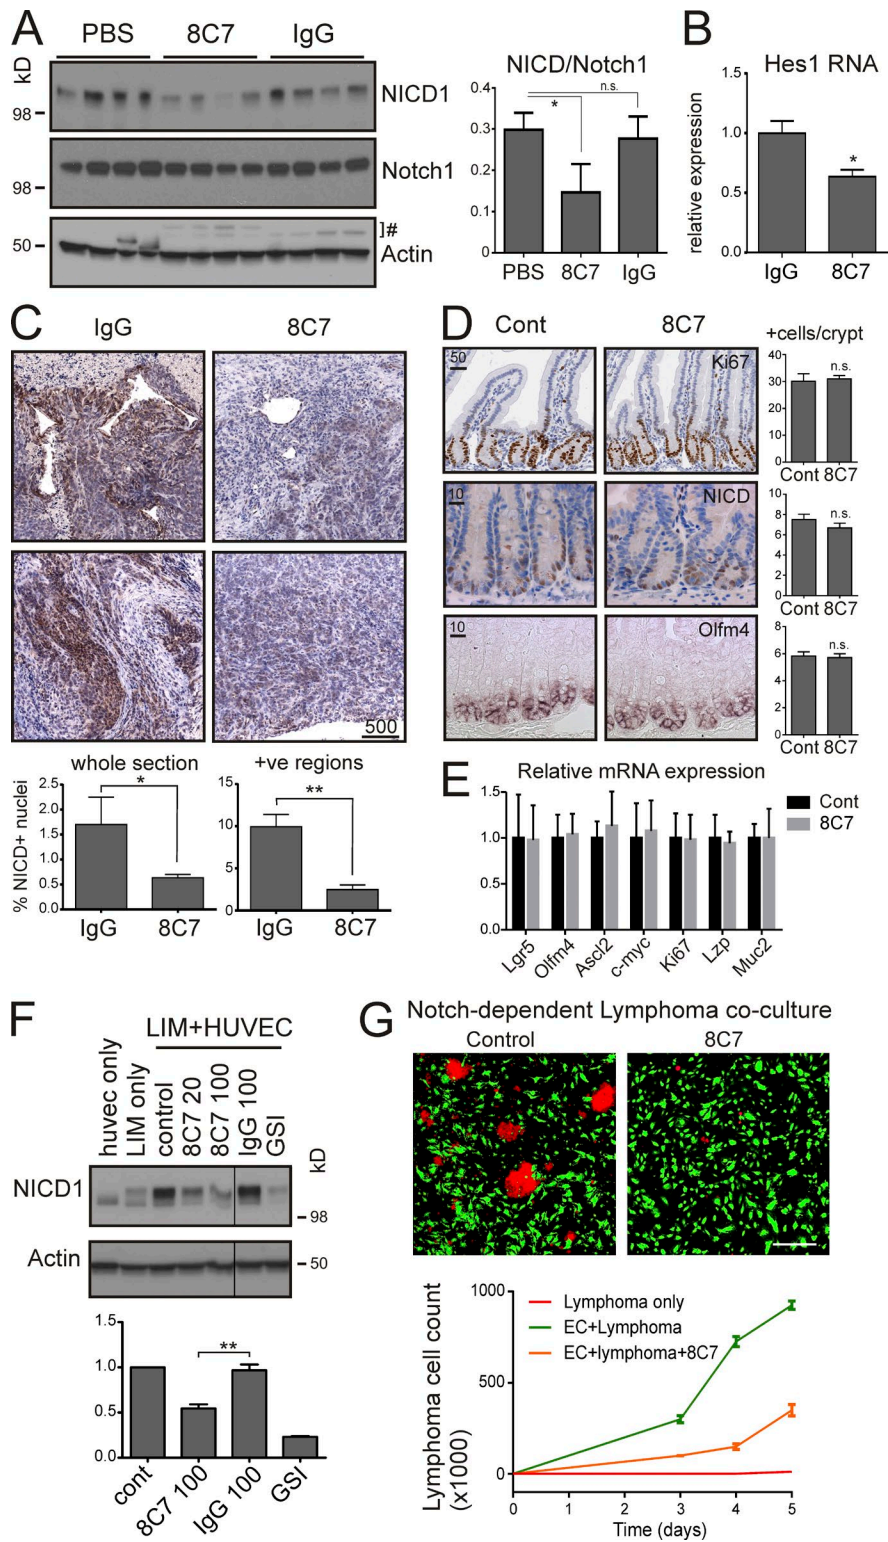 A
PBS 8C7 IgG
kD
NICD1
98
Notch1
98
]#
50
Actin
NICD/Notch1
n.s.
*
0.4
0.3
0.2
0.1
0
PBS 8C7 IgG
B
Hes1 RNA
relative expression
1.5
1.0
0.5
0.0
*
IgG 8C7
C
IgG 8C7
500
whole section +ve regions
% NICD+ nuclei
2.5
2.0
1.5
1.0
0.5
0.0
*
IgG 8C7
15
10
5
0
**
IgG 8C7
D
Cont 8C7
+cells/crypt
50
Ki67
40
30
20
10
0
n.s.
Cont 8C7
10
NICD
10
8
6
4
2
0
n.s.
Cont 8C7
10
Olfm4
8
6
4
2
0
n.s.
Cont 8C7
E
Relative mRNA expression
1.5
1.0
0.5
0.0
Cont
8C7
Lgr5 Olfm4 Ascl2 c-myc Ki67 Lzp Muc2
F
LIM+HUVEC
huvec only
LIM only
control
8C7 20
8C7 100
IgG 100
GSI
kD
NICD1
98
Actin
50
1.5
1.0
0.5
0.0
**
cont
8C7 100
IgG 100
GSI
G
Notch-dependent Lymphoma co-culture
Control 8C7
Lymphoma cell count
(x1000)
1000
500
0
Lymphoma only
EC+Lymphoma
EC+lymphoma+8C7
0 1 2 3 4 5
Time (days)